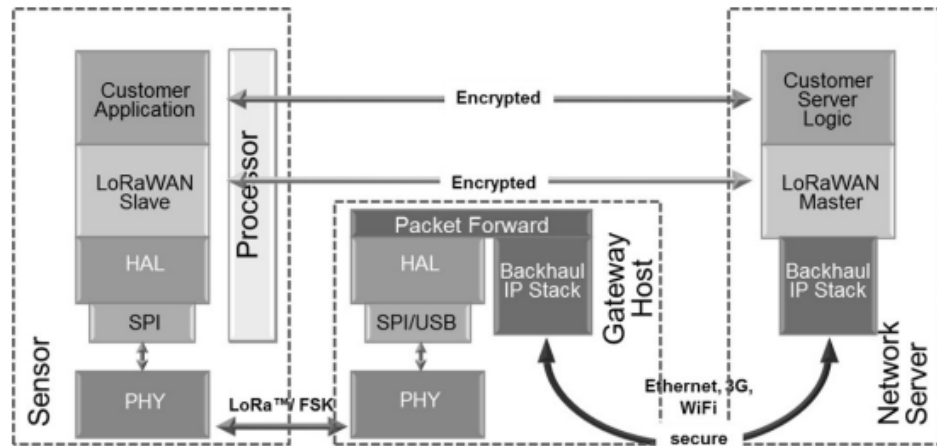 Customer
Application
LoRaWAN
Slave
HAL
SPI
PHY
Processor
Sensor
Encrypted
Encrypted
LoRa™/ FSK
Packet Forward
HAL
SPI/USB
PHY
Backhaul
IP Stack
Gateway
Host
Customer
Server
Logic
LoRaWAN
Master
Backhaul
IP Stack
Network
Server
Ethernet, 3G,
WiFi
secure